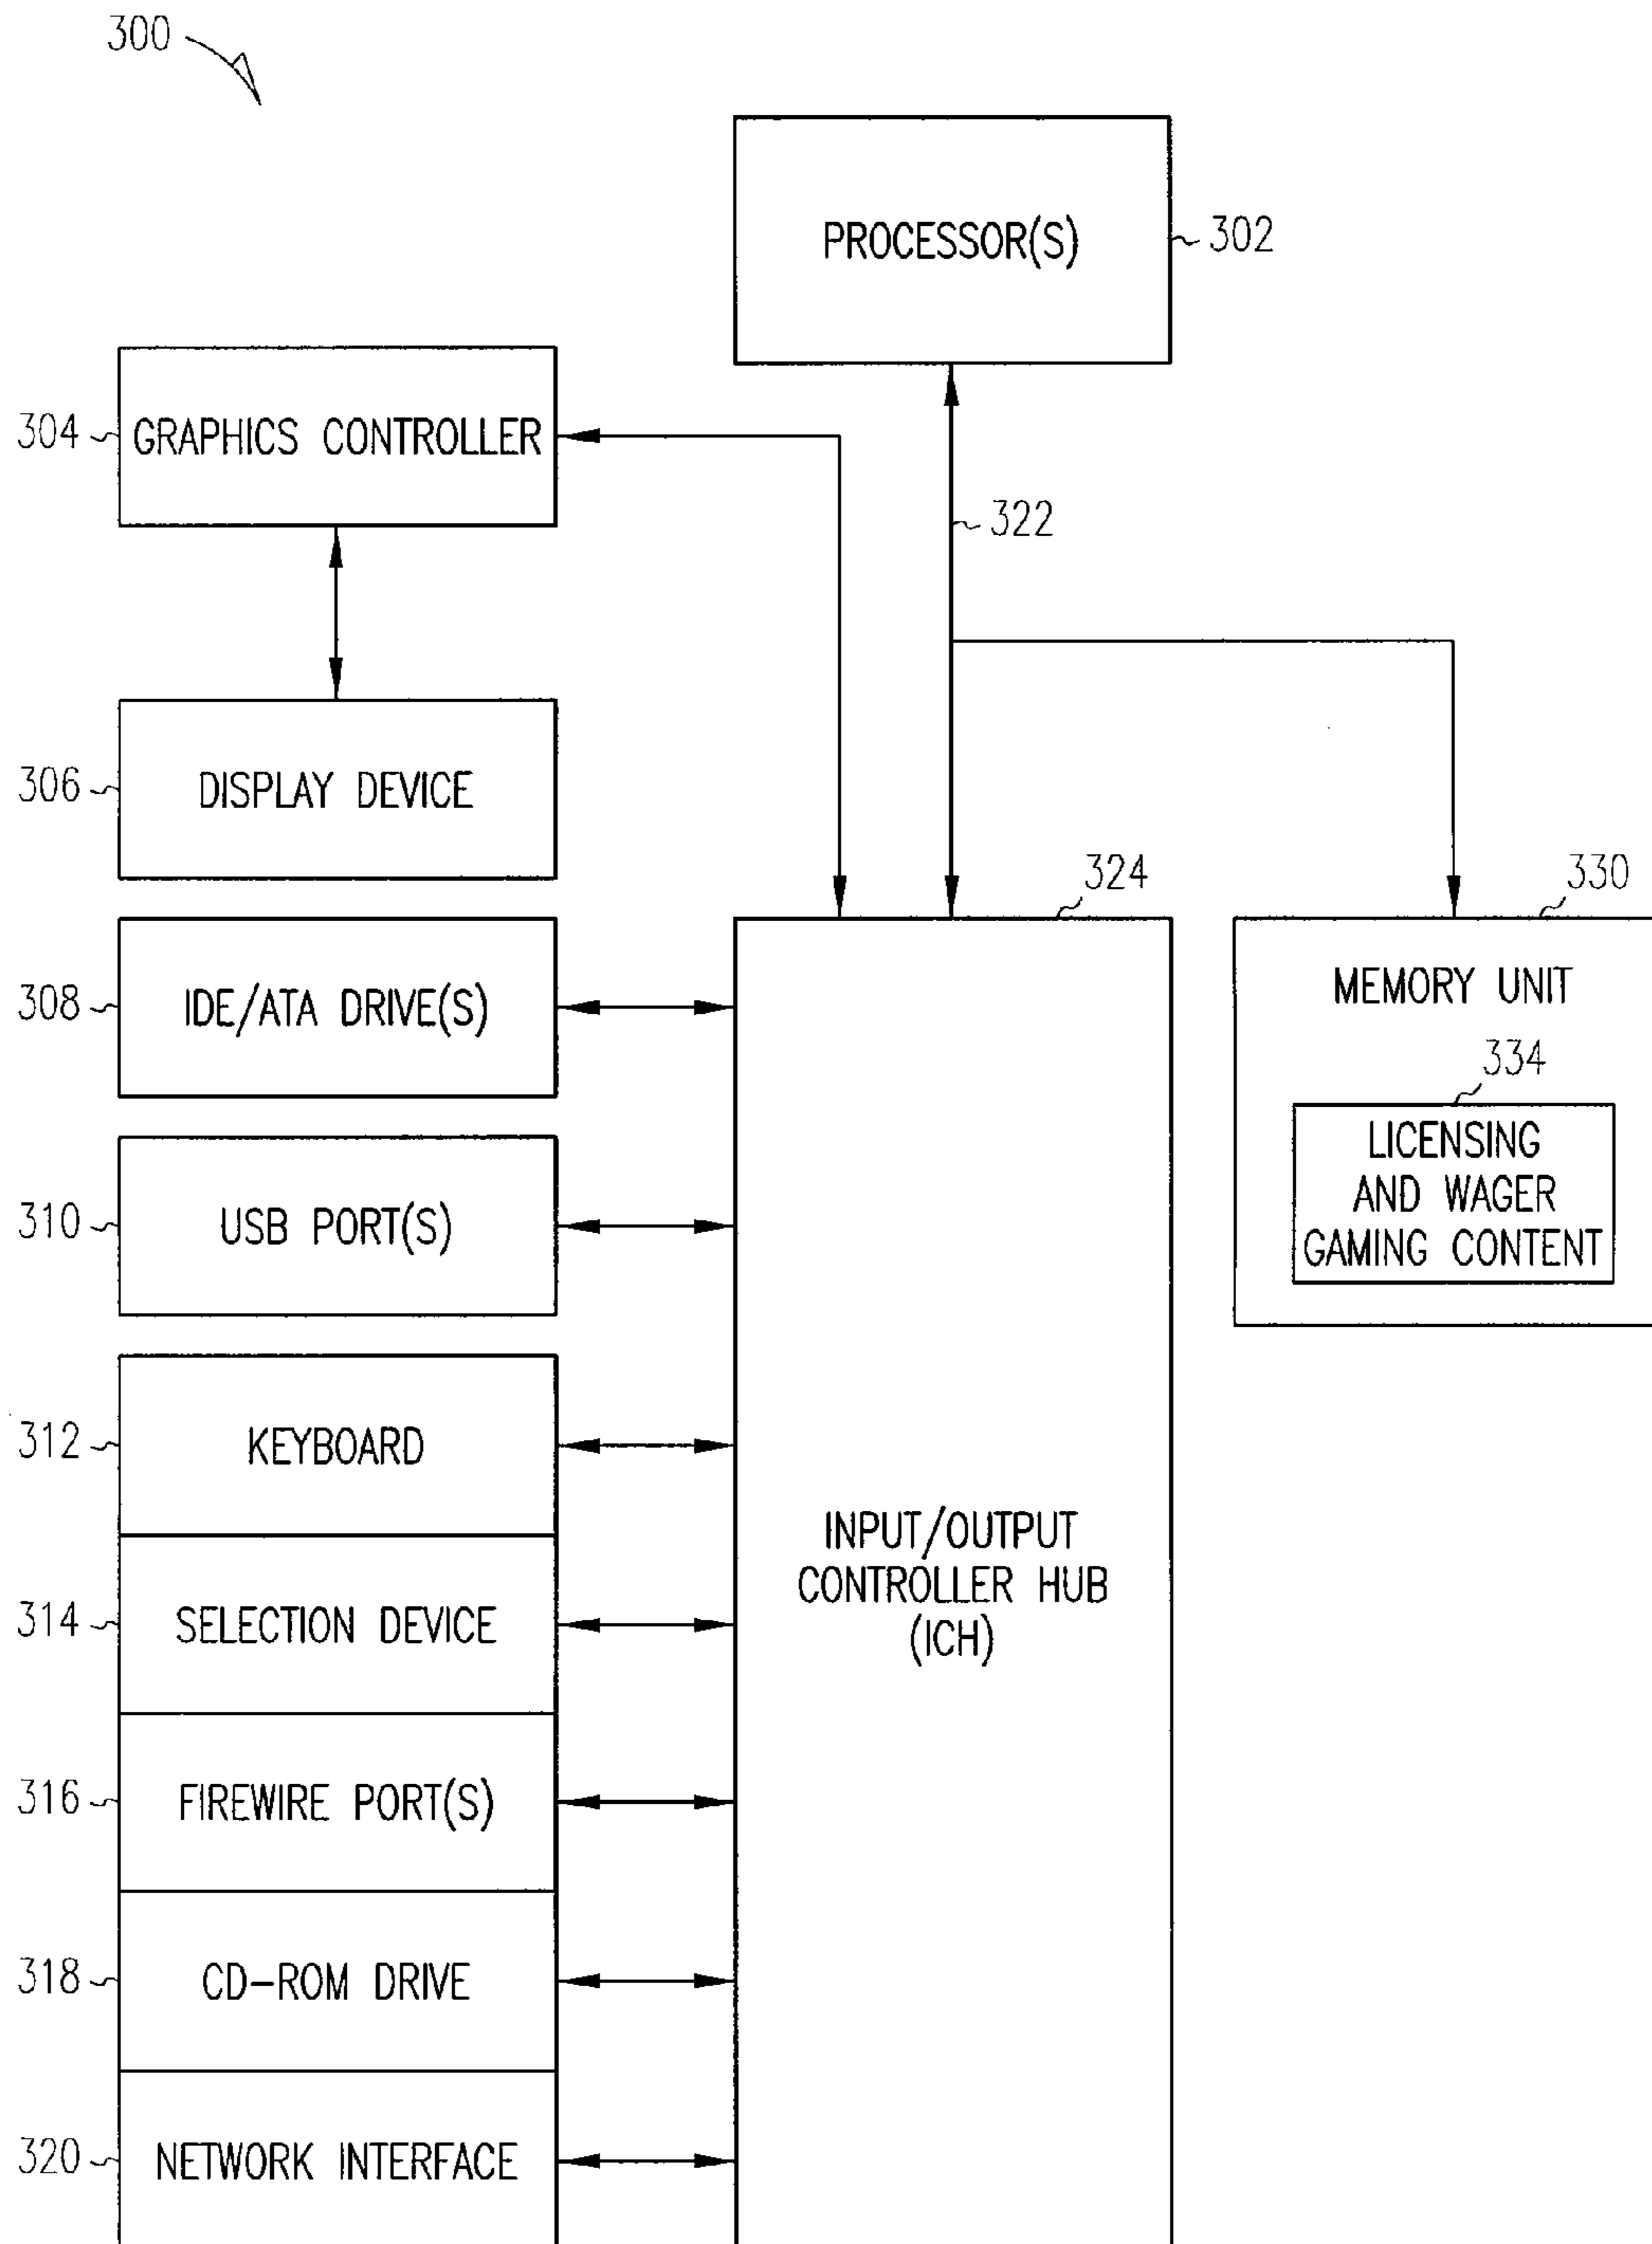 300
PROCESSOR(S)
302
304
GRAPHICS CONTROLLER
322
306
DISPLAY DEVICE
324
330
308
IDE/ATA DRIVE(S)
MEMORY UNIT
334
LICENSING
AND WAGER
GAMING CONTENT
310
USB PORT(S)
312
KEYBOARD
INPUT/OUTPUT
CONTROLLER HUB
(ICH)
314
SELECTION DEVICE
316
FIREWIRE PORT(S)
318
CD-ROM DRIVE
320
NETWORK INTERFACE